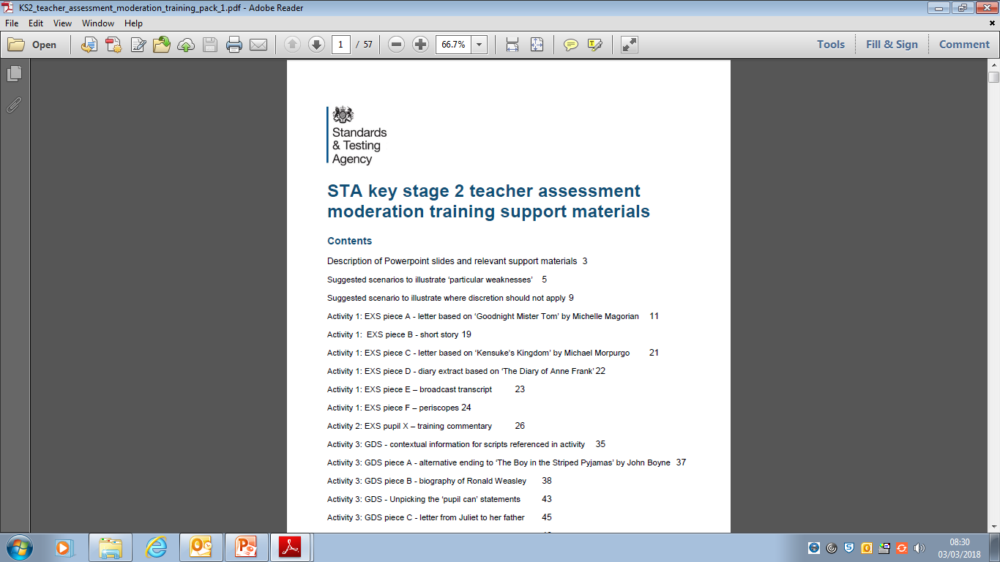 KS2_teacher_assessment_moderation_training_pack_1.pdf - Adobe Reader
File Edit View Window Help
Open 1 / 57 66.7% Tools Fill & Sign Comment
Standards
& Testing
Agency
STA key stage 2 teacher assessment
moderation training support materials
Contents
Description of Powerpoint slides and relevant support materials 3
Suggested scenarios to illustrate ‘particular weaknesses’ 5
Suggested scenario to illustrate where discretion should not apply 9
Activity 1: EXS piece A - letter based on ‘Goodnight Mister Tom’ by Michelle Magorian 11
Activity 1: EXS piece B - short story 19
Activity 1: EXS piece C - letter based on ‘Kensuke’s Kingdom’ by Michael Morpurgo 21
Activity 1: EXS piece D - diary extract based on ‘The Diary of Anne Frank’ 22
Activity 1: EXS piece E – broadcast transcript 23
Activity 1: EXS piece F – periscopes 24
Activity 2: EXS pupil X – training commentary 26
Activity 3: GDS - contextual information for scripts referenced in activity 35
Activity 3: GDS piece A - alternative ending to ‘The Boy in the Striped Pyjamas’ by John Boyne 37
Activity 3: GDS piece B - biography of Ronald Weasley 38
Activity 3: GDS - Unpicking the ‘pupil can’ statements 43
Activity 3: GDS piece C - letter from Juliet to her father 45
08:30
03/03/2018